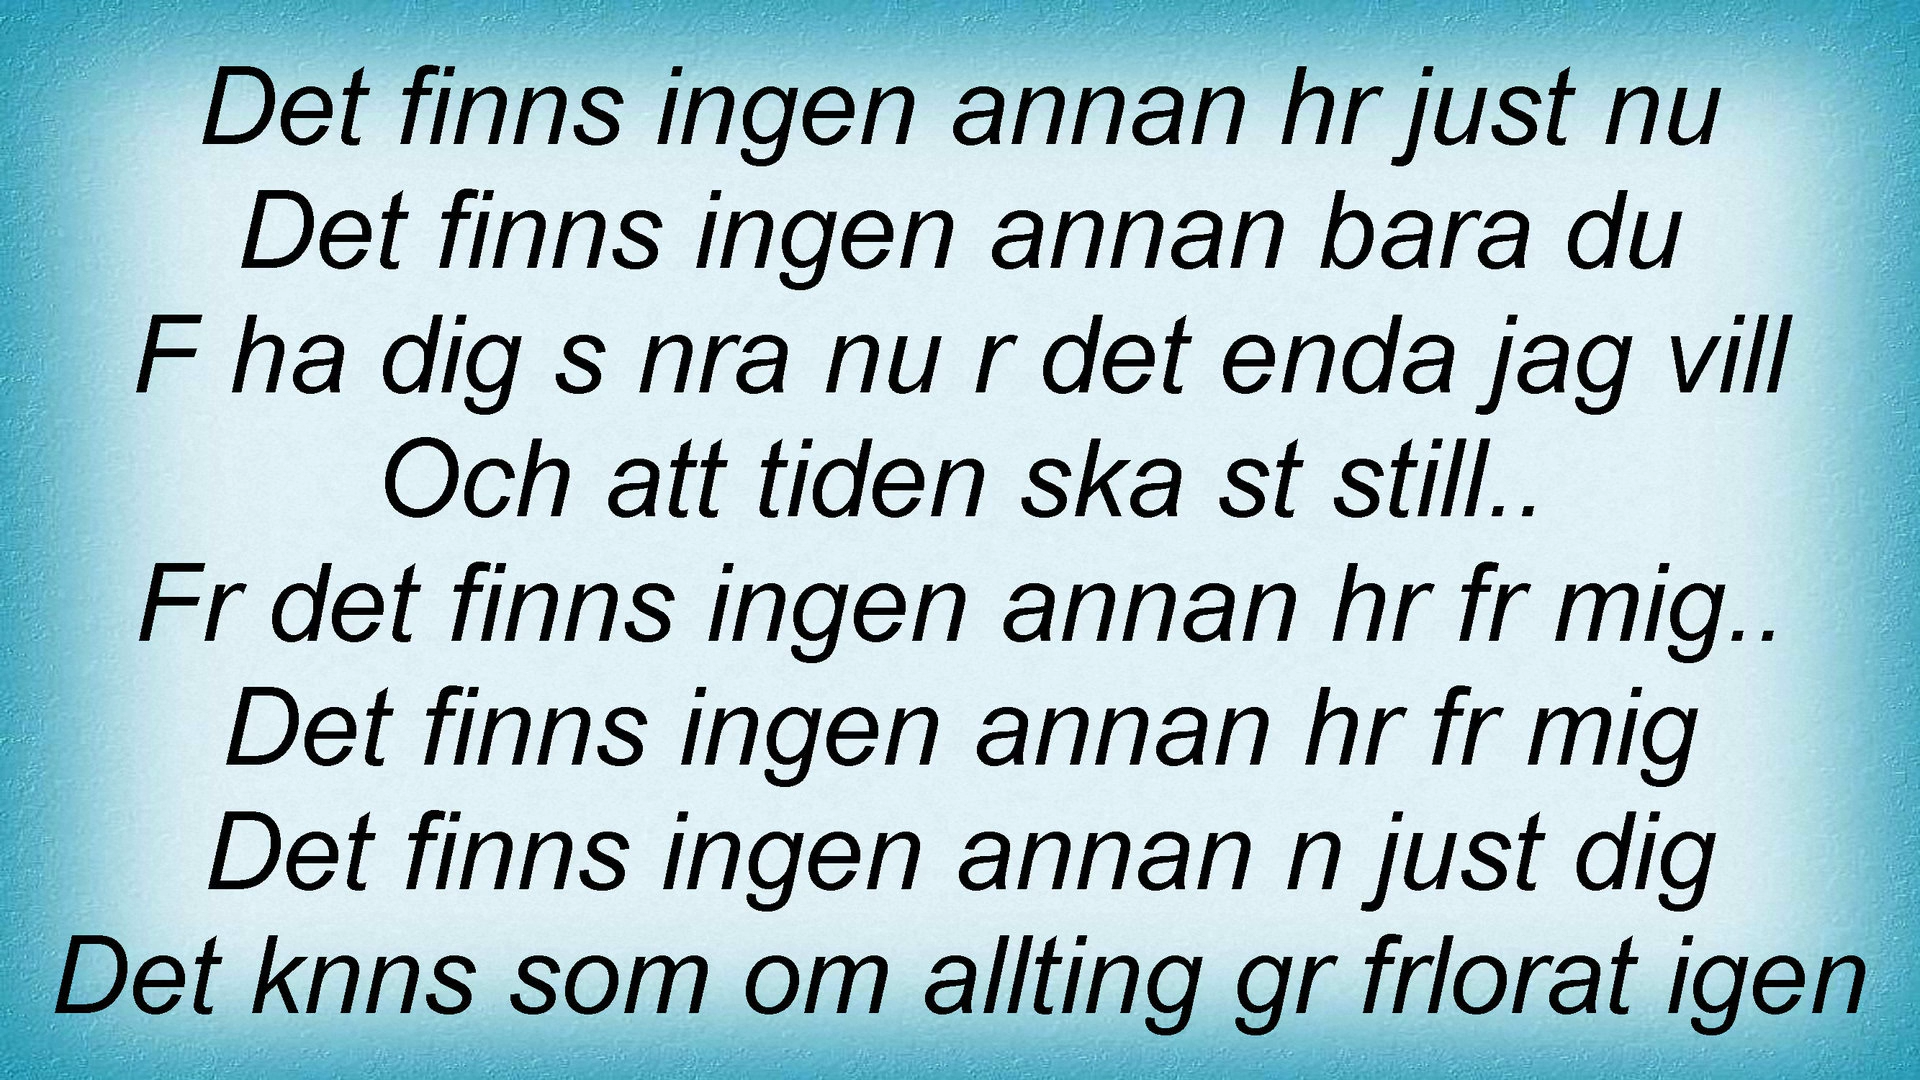 Det finns ingen annan hr just nu
Det finns ingen annan bara du
F ha dig s nra nu r det enda jag vill
Och att tiden ska st still..
Fr det finns ingen annan hr fr mig..
Det finns ingen annan hr fr mig
Det finns ingen annan n just dig
Det knns som om allting gr frlorat igen